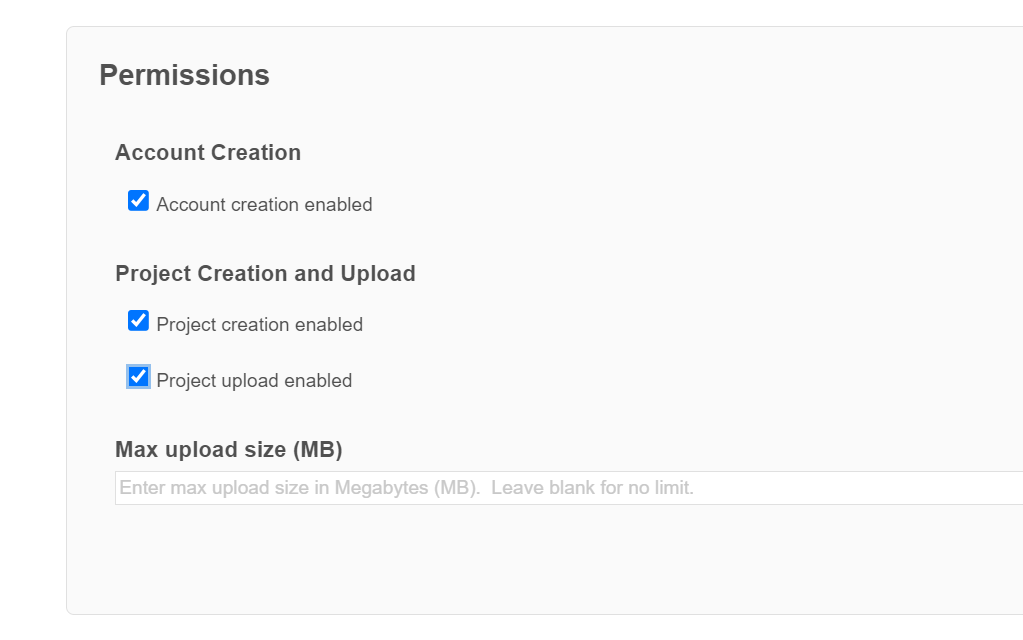 Permissions
Account Creation
Account creation enabled
Project Creation and Upload
Project creation enabled
Project upload enabled
Max upload size (MB)
Enter max upload size in Megabytes (MB).  Leave blank for no limit.